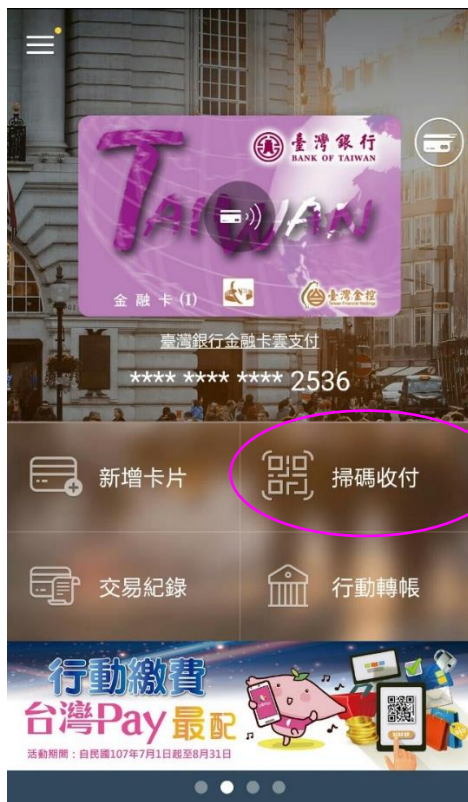 臺灣銀行
BANK OF TAIWAN
TAIWAN
金融卡(1)
臺灣金控
臺灣銀行金融卡雲支付
**** **** **** 2536
新增卡片
掃碼收付
交易紀錄
行動轉帳
行動繳費
台灣Pay 最配
活動期間：自民國107年7月1日起至8月31日